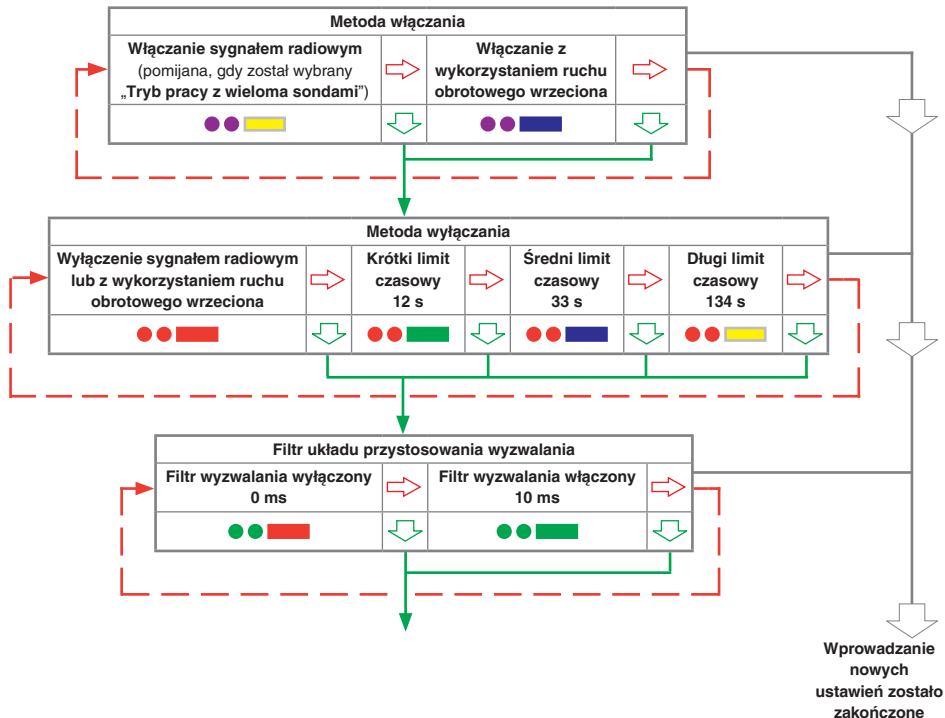 Metoda włączania
Włączanie sygnałem radiowym
(pomijana, gdy został wybrany
„Tryb pracy z wieloma sondami”)
Włączanie z
wykorzystaniem ruchu
obrotowego wrzeciona
Metoda wyłączania
Wyłączenie sygnałem radiowym
lub z wykorzystaniem ruchu
obrotowego wrzeciona
Krótki limit
czasowy
12 s
Średni limit
czasowy
33 s
Długi limit
czasowy
134 s
Filtr układu przystosowania wyzwalania
Filtr wyzwalania wyłączony
0 ms
Filtr wyzwalania włączony
10 ms
Wprowadzanie
nowych
ustawień zostało
zakończone